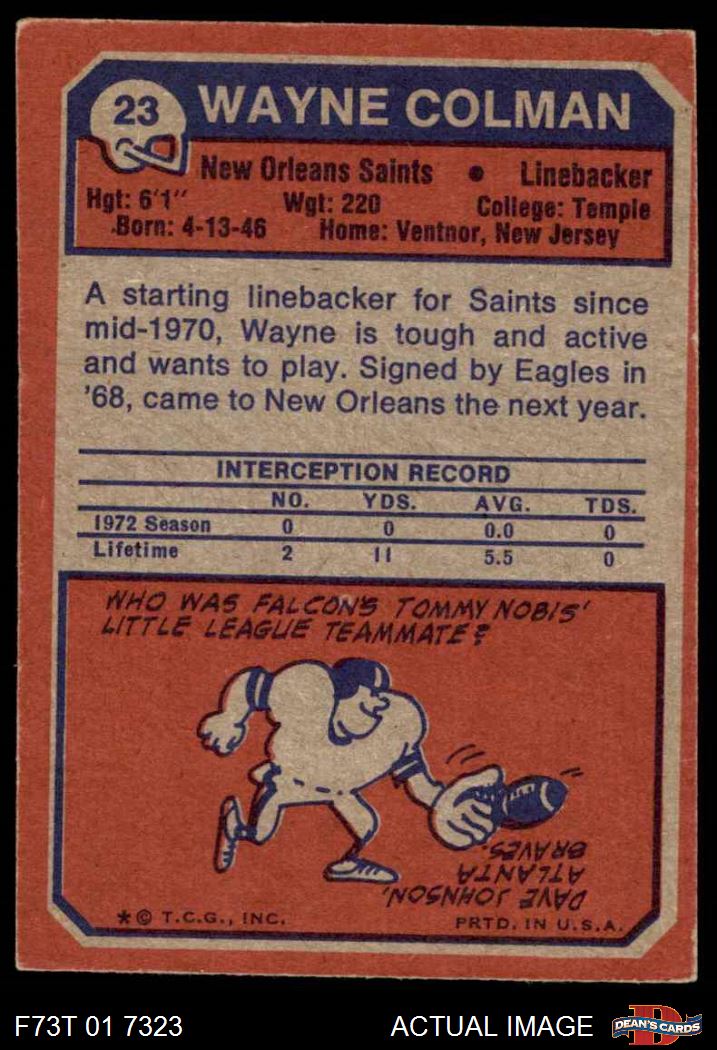 23
WAYNE COLMAN
New Orleans Saints • Linebacker
Hgt: 6'1" Wgt: 220 College: Temple
Born: 4-13-46 Home: Ventnor, New Jersey
A starting linebacker for Saints since
mid-1970, Wayne is tough and active
and wants to play. Signed by Eagles in
'68, came to New Orleans the next year.
INTERCEPTION RECORD
NO. YDS. AVG. TDS.
1972 Season 0 0 0.0 0
Lifetime 2 11 5.5 0
WHO WAS FALCON'S TOMMY NOBIS'
LITTLE LEAGUE TEAMMATE?
DAVE JOHNSON,
ATLANTA
BRAVES.
*© T.C.G., INC. PRTD. IN U.S.A.
F73T 01 7323 ACTUAL IMAGE
D
DEAN'S CARDS